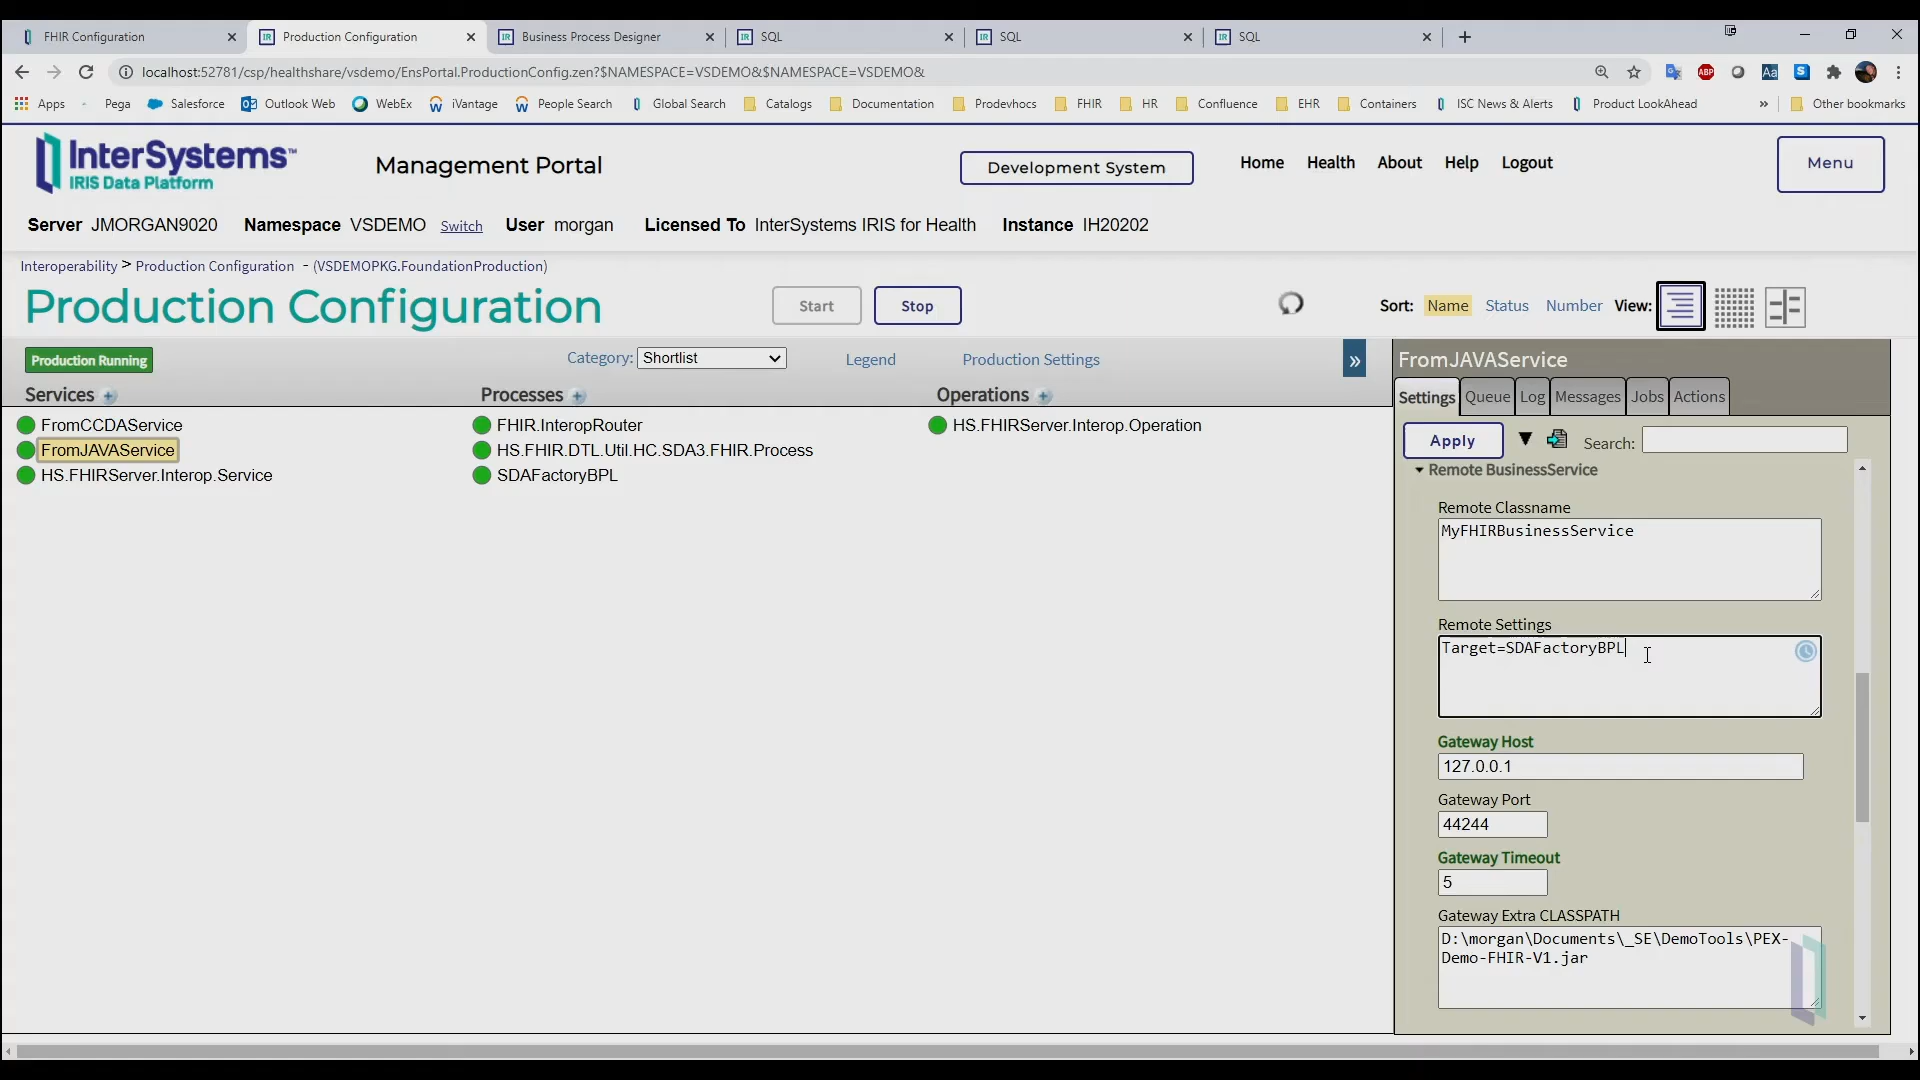 FHIR Configuration
Production Configuration
Business Process Designer
SQL
SQL
SQL
localhost:52781/csp/healthshare/vsdemo/EnsPortal.ProductionConfig.zen?$NAMESPACE=VSDEMO&$NAMESPACE=VSDEMO&
ABP
Aa
S
Apps
Pega
Salesforce
Outlook Web
WebEx
iVantage
People Search
Global Search
Catalogs
Documentation
Prodevhocs
FHIR
HR
Confluence
EHR
Containers
ISC News & Alerts
Product LookAhead
»
Other bookmarks
InterSystems™
IRIS Data Platform
Management Portal
Development System
Home
Health
About
Help
Logout
Menu
Server JMORGAN9020 Namespace VSDEMO Switch User morgan Licensed To InterSystems IRIS for Health Instance IH20202
Interoperability > Production Configuration - (VSDEMOPKG.FoundationProduction)
Production Configuration
Start
Stop
Sort: Name Status Number View:
Production Running
Category: Shortlist
Legend
Production Settings
»
Services
Processes
Operations
FromCCDAService
FromJAVAService
HS.FHIRServer.Interop.Service
FHIR.InteropRouter
HS.FHIR.DTL.Util.HC.SDA3.FHIR.Process
SDAFactoryBPL
HS.FHIRServer.Interop.Operation
FromJAVAService
Settings
Queue
Log
Messages
Jobs
Actions
Apply
Search:
Remote BusinessService
Remote Classname
MyFHIRBusinessService
Remote Settings
Target=SDAFactoryBPL
Gateway Host
127.0.0.1
Gateway Port
44244
Gateway Timeout
5
Gateway Extra CLASSPATH
D:\morgan\Documents\_SE\DemoTools\PEX-
Demo-FHIR-V1.jar